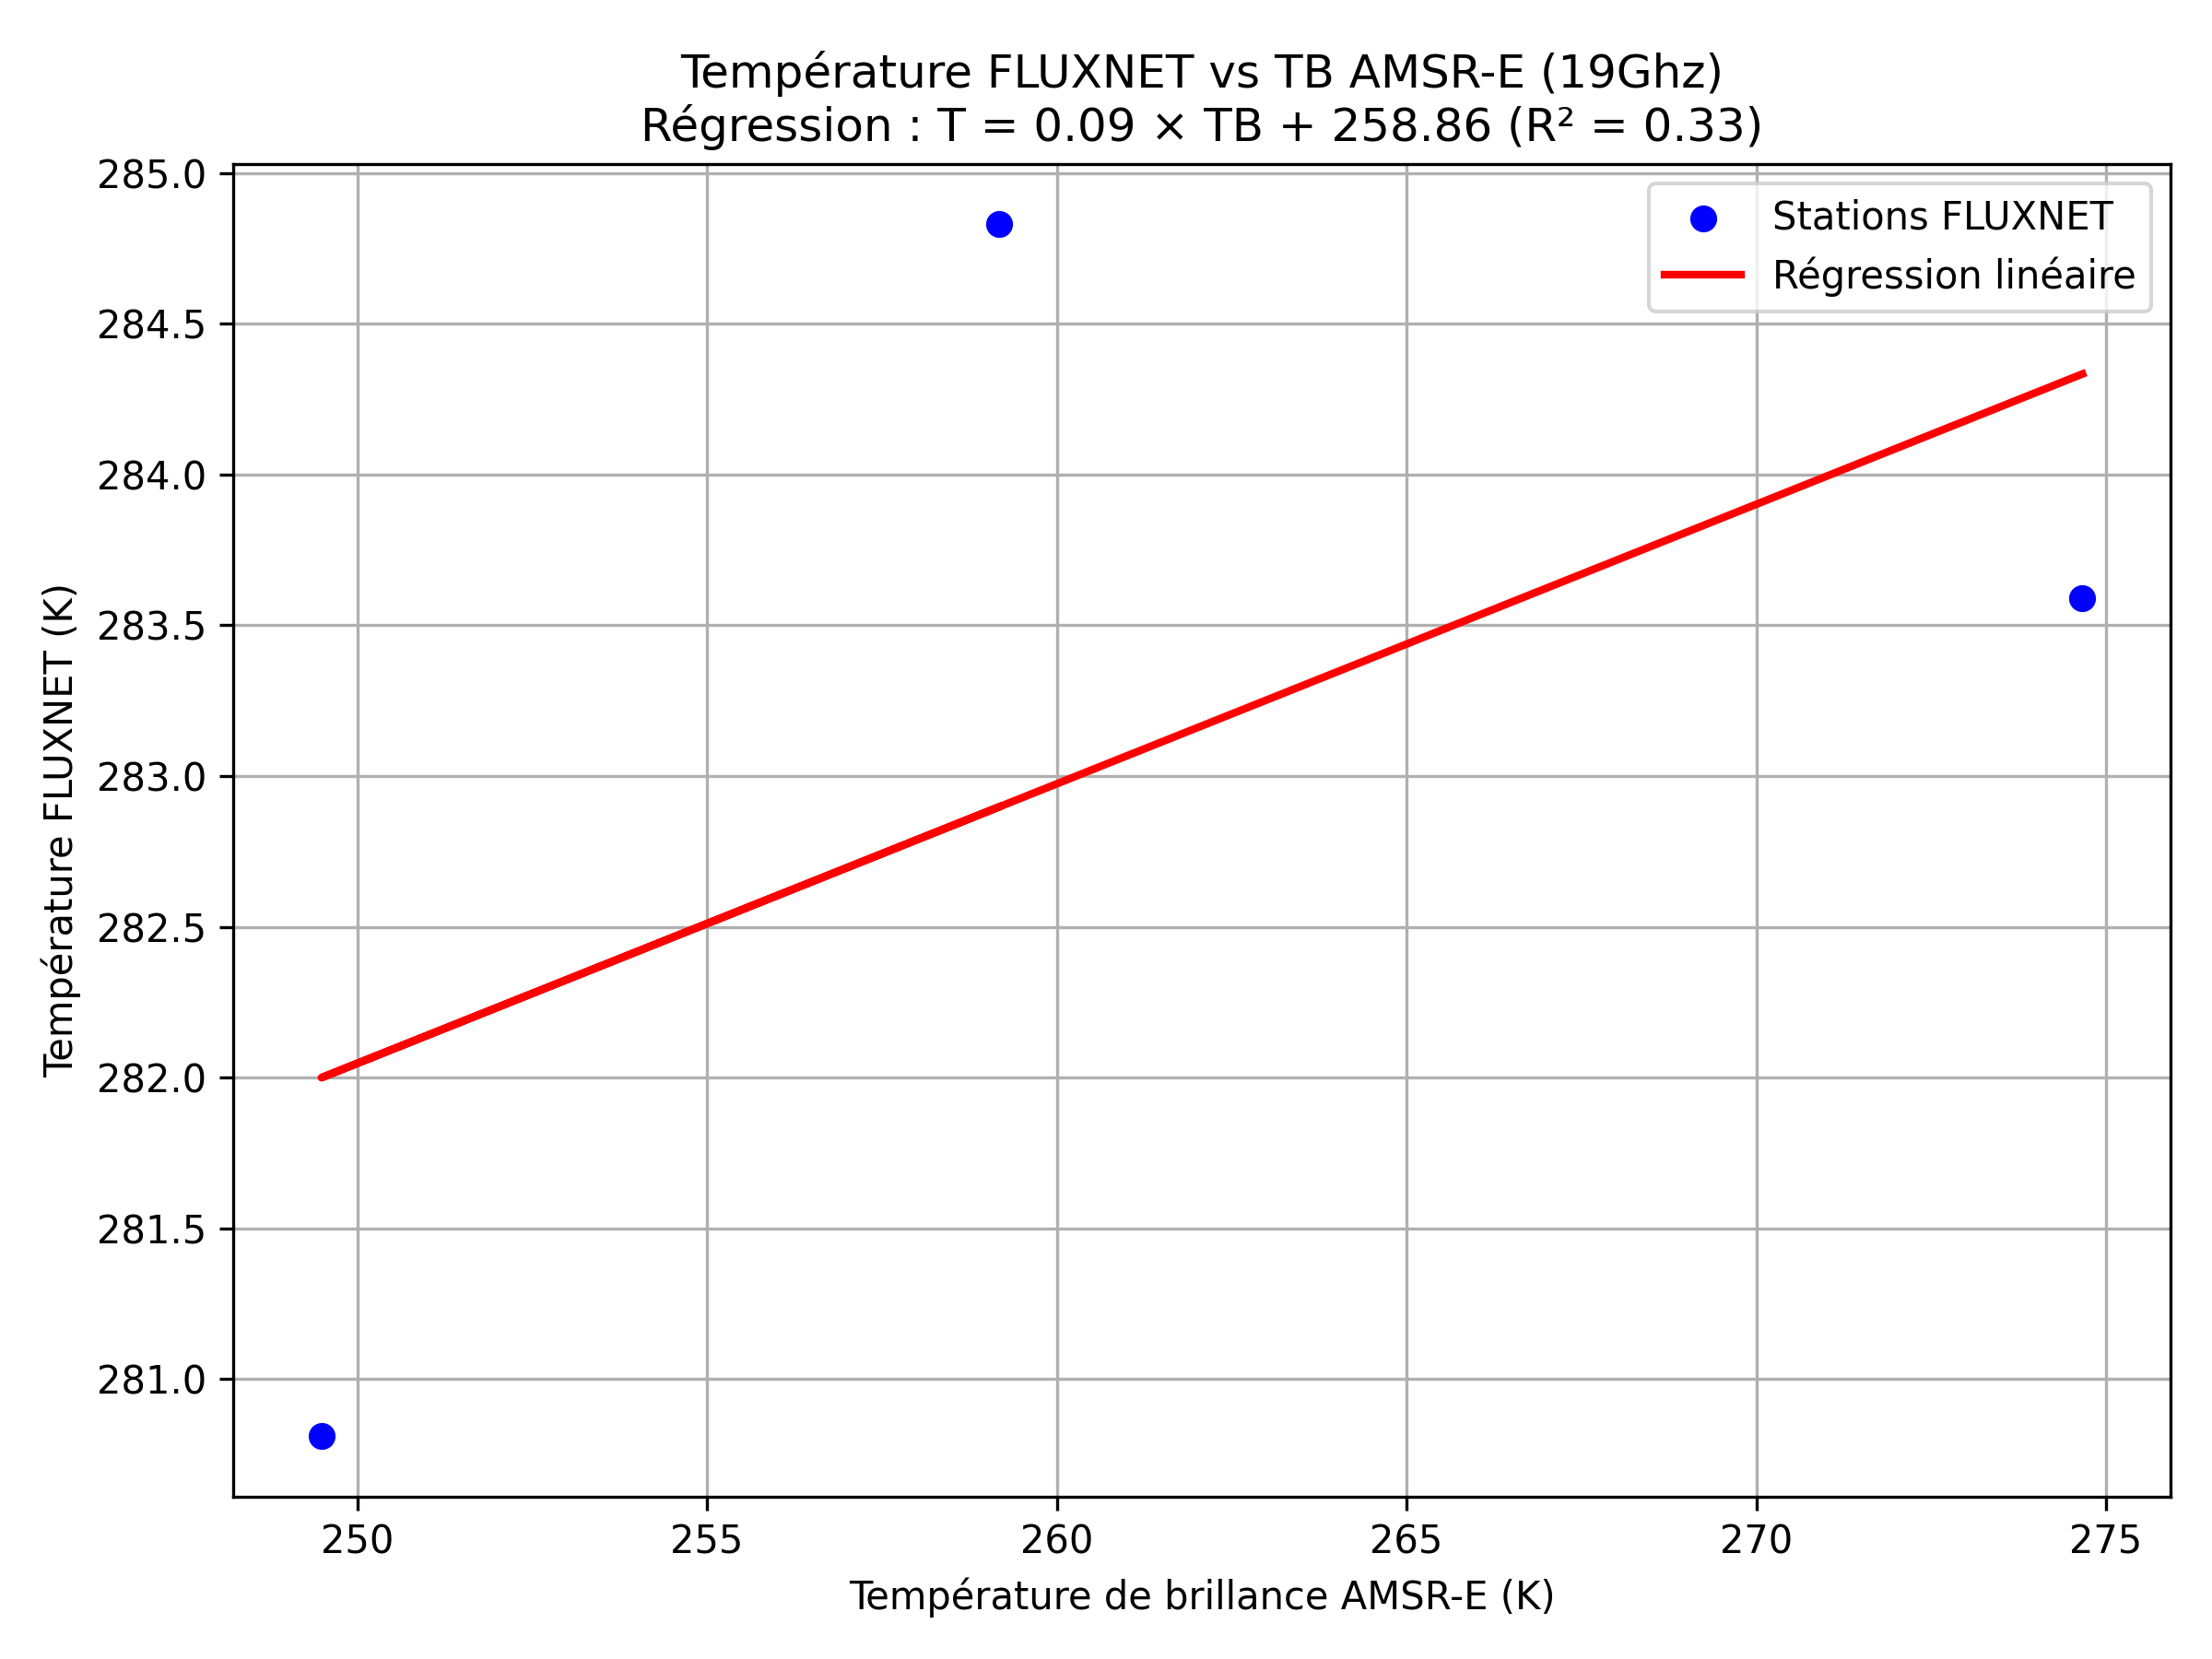 Température FLUXNET vs TB AMSR-E (19Ghz)
Régression : T = 0.09 × TB + 258.86 (R² = 0.33)
Stations FLUXNET
Régression linéaire
285.0
284.5
284.0
283.5
283.0
282.5
282.0
281.5
281.0
Température FLUXNET (K)
250
255
260
265
270
275
Température de brillance AMSR-E (K)